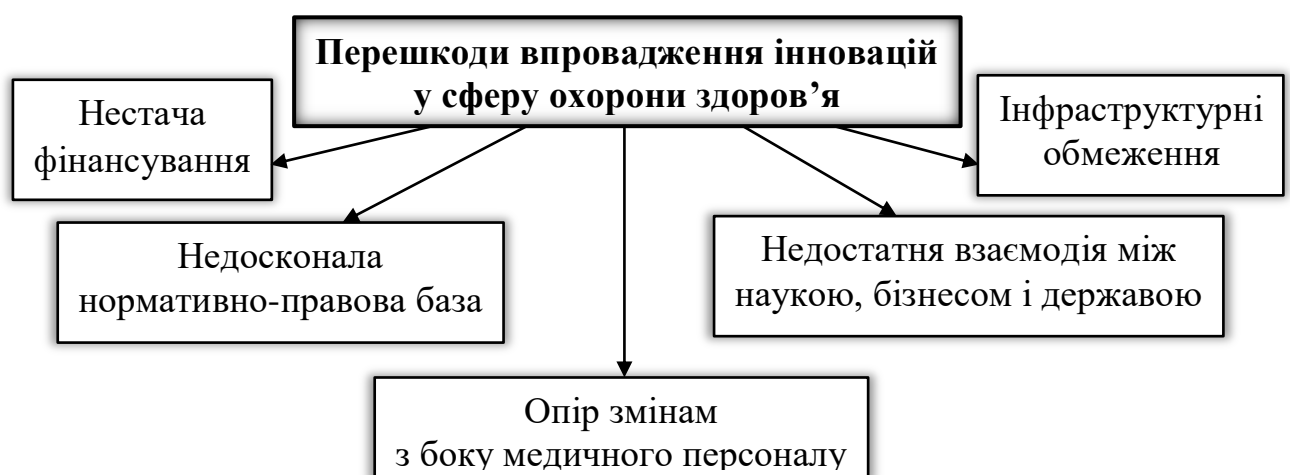 Перешкоди впровадження інновацій
у сферу охорони здоров’я
Нестача
фінансування
Інфраструктурні
обмеження
Недосконала
нормативно-правова база
Недостатня взаємодія між
наукою, бізнесом і державою
Опір змінам
з боку медичного персоналу